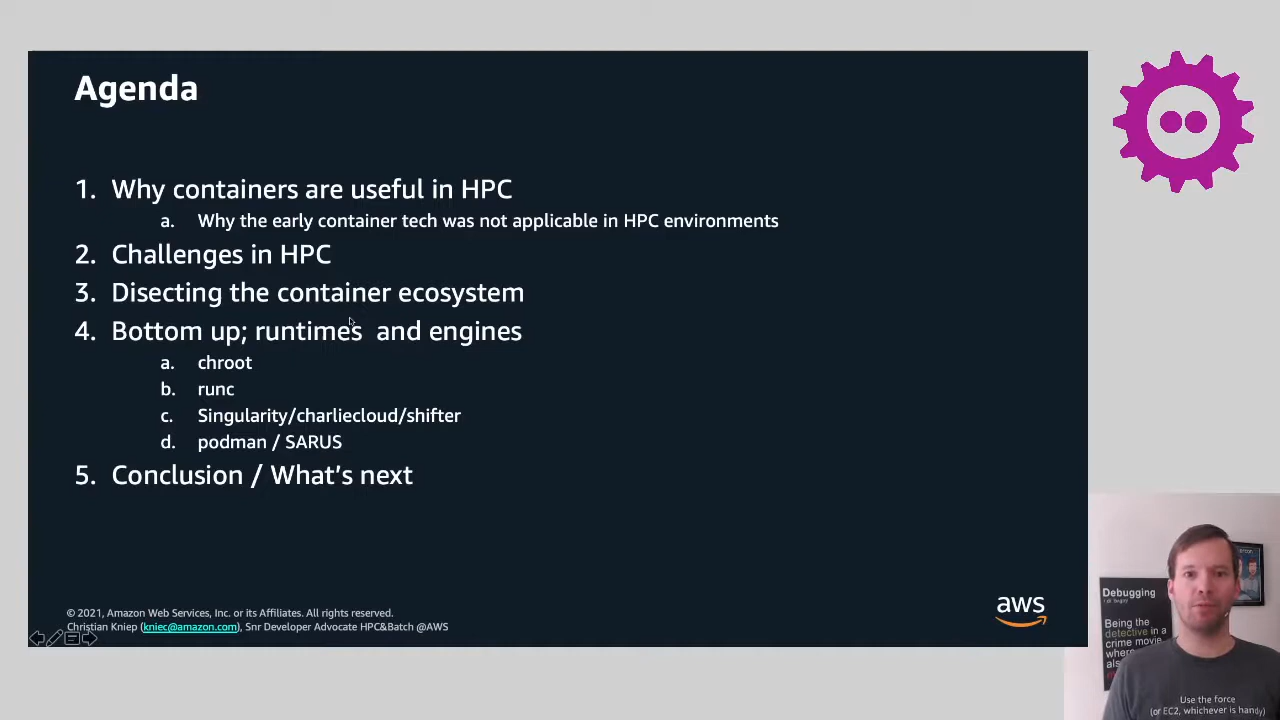 Agenda
1. Why containers are useful in HPC
a. Why the early container tech was not applicable in HPC environments
2. Challenges in HPC
3. Disecting the container ecosystem
4. Bottom up; runtimes and engines
a. chroot
b. runc
c. Singularity/charliecloud/shifter
d. podman / SARUS
5. Conclusion / What's next
© 2021, Amazon Web Services, Inc. or its Affiliates. All rights reserved.
Christian Kniep (kniec@amazon.com), Snr Developer Advocate HPC&Batch @AWS
aws
Debugging
Being the
detective in a
crime movie
where
Use the force
(or EC2, whichever is handy)